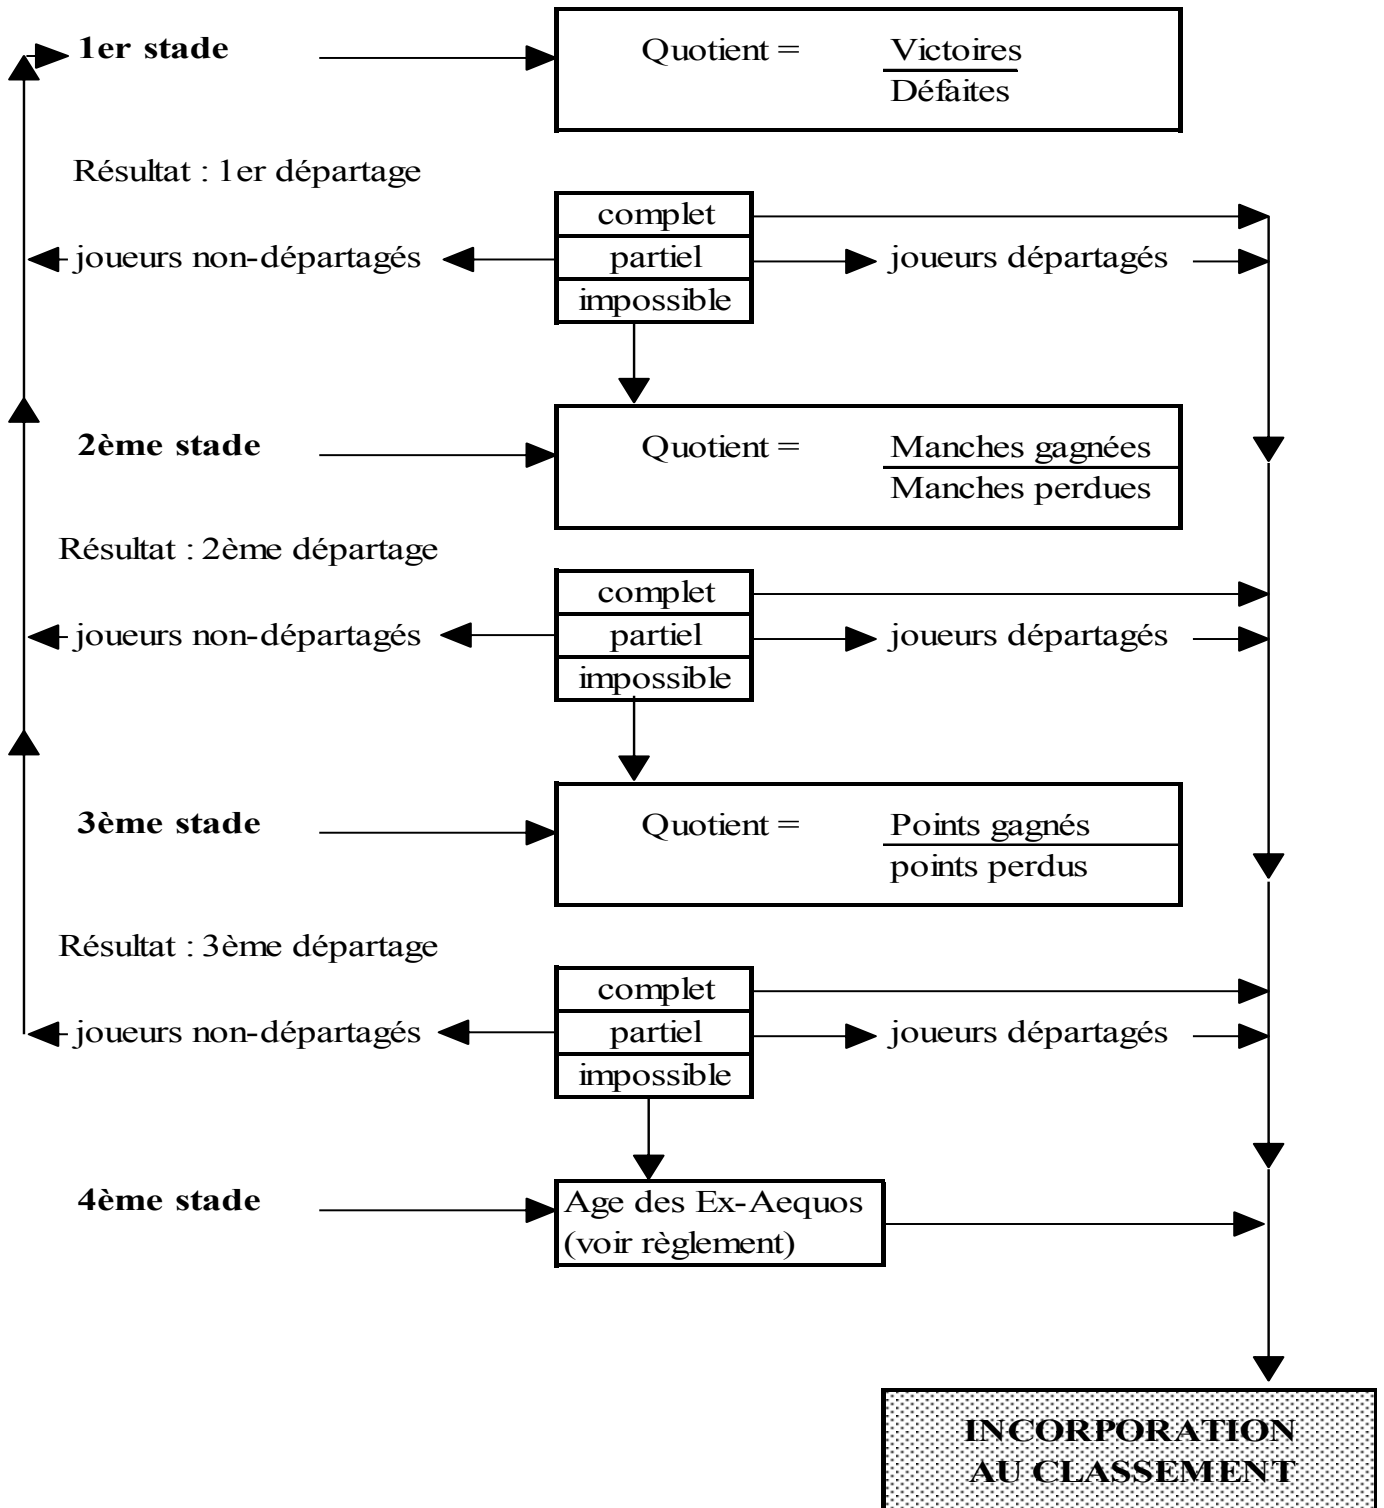 1er stade
Quotient = Victoires
Défaites
Résultat : 1er départage
complet
joueurs non-départagés partiel joueurs départagés
impossible
2ème stade
Quotient = Manches gagnées
Manches perdues
Résultat : 2ème départage
complet
joueurs non-départagés partiel joueurs départagés
impossible
3ème stade
Quotient = Points gagnés
points perdus
Résultat : 3ème départage
complet
joueurs non-départagés partiel joueurs départagés
impossible
4ème stade
Age des Ex-Aequos
(voir règlement)
INCORPORATION
AU CLASSEMENT